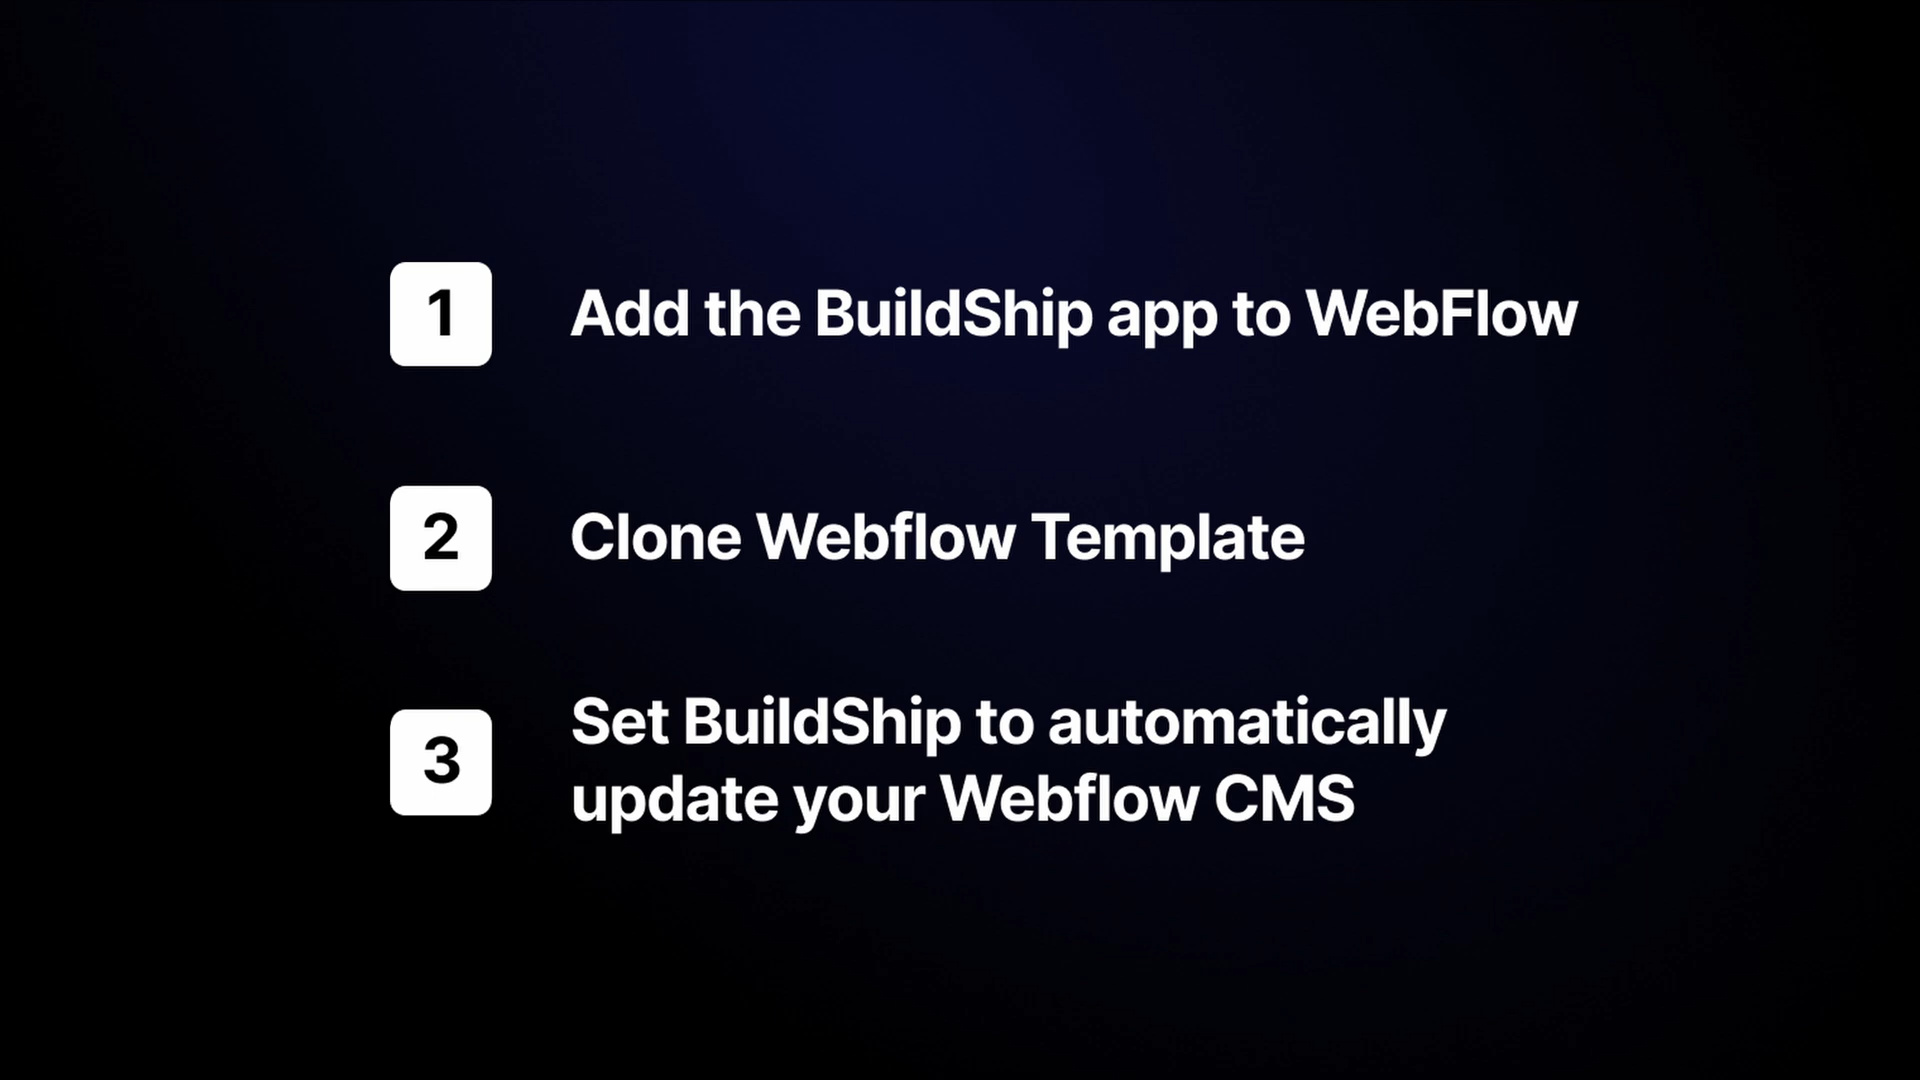 1 Add the BuildShip app to WebFlow
2 Clone Webflow Template
3 Set BuildShip to automatically
update your Webflow CMS